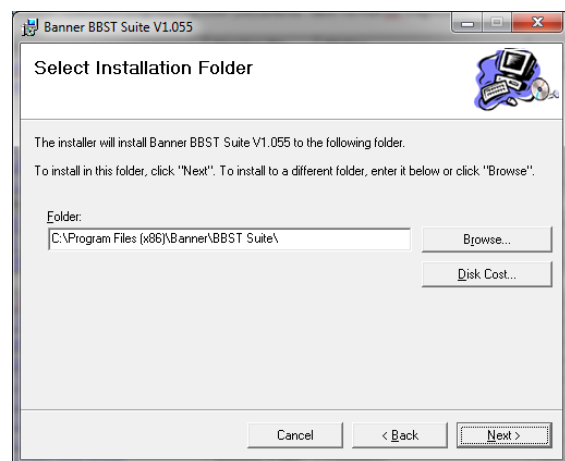 Banner BBST Suite V1.055
Select Installation Folder
The installer will install Banner BBST Suite V1.055 to the following folder.
To install in this folder, click "Next". To install to a different folder, enter it below or click "Browse".
Folder:
C:\Program Files (x86)\Banner\BBST Suite\
Browse...
Disk Cost...
Cancel
< Back
Next >